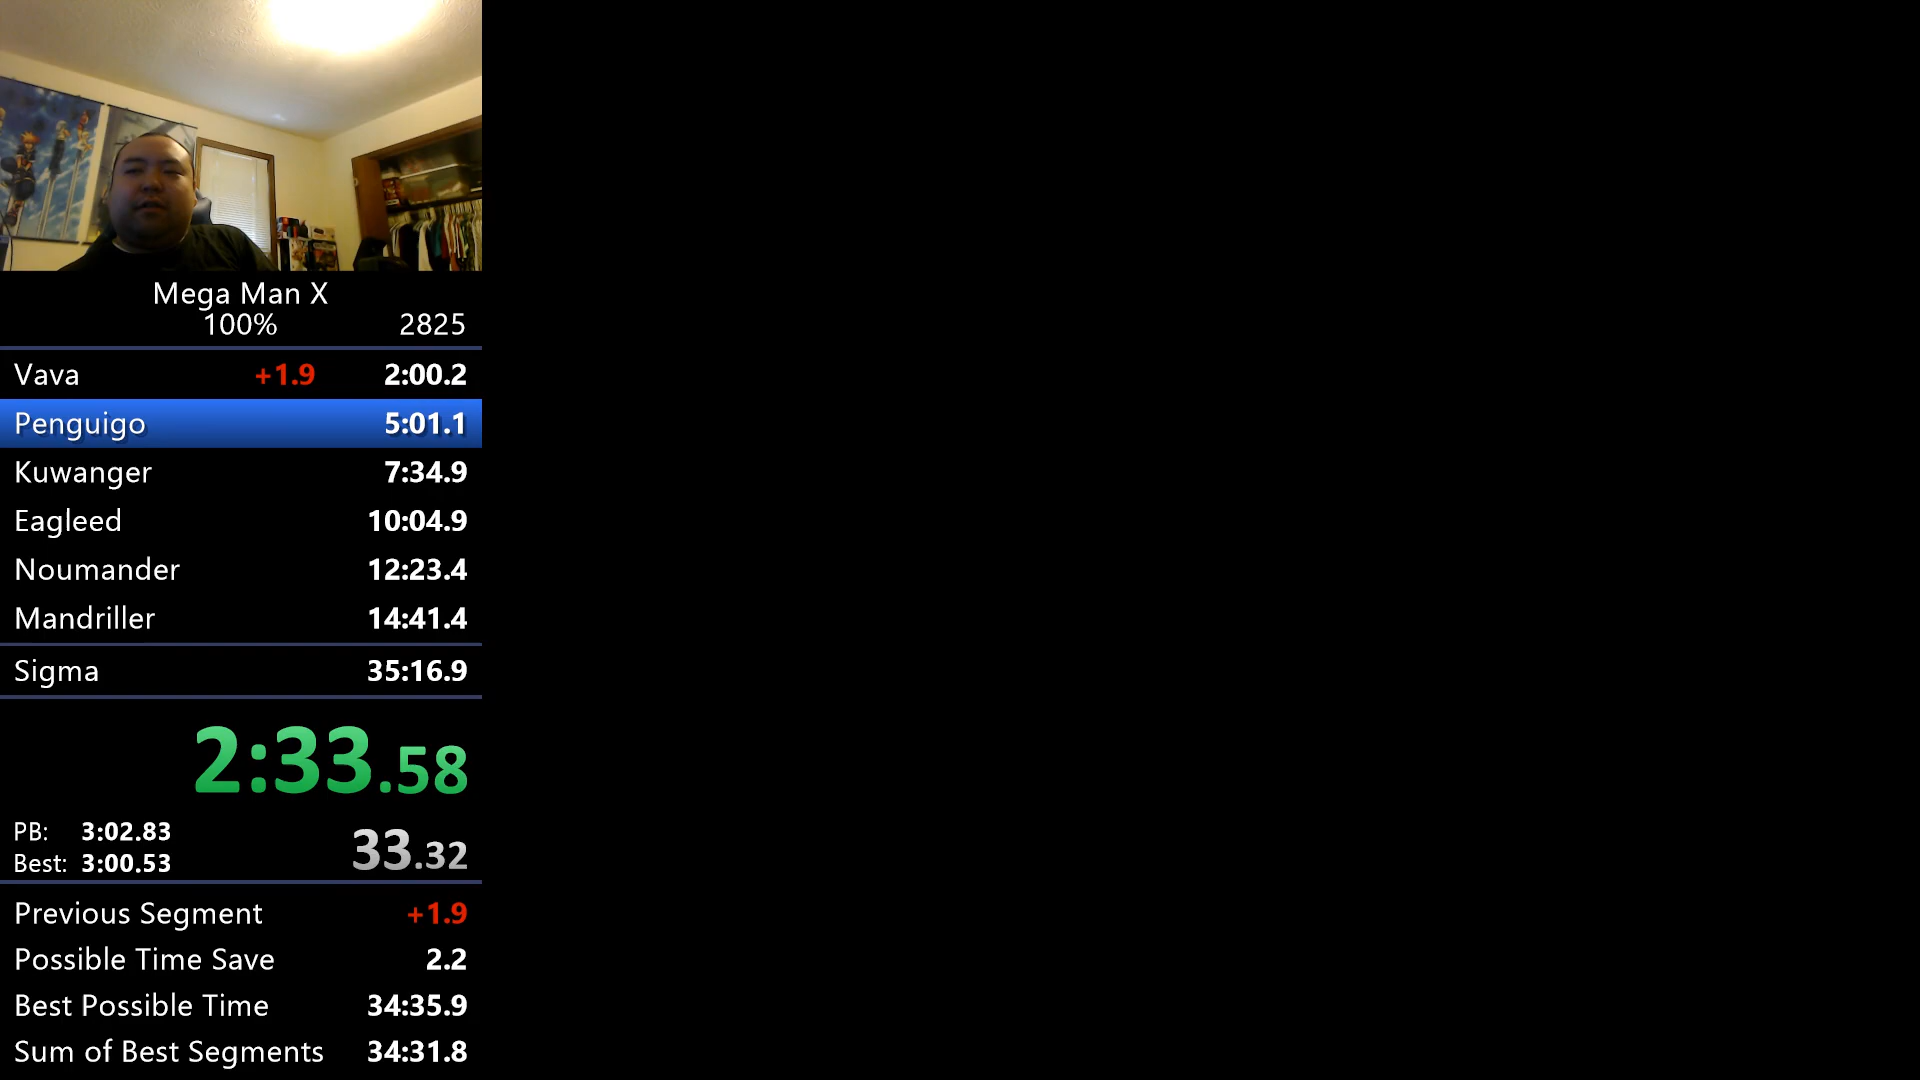 Mega Man X
100% 2825
Vava +1.9 2:00.2
Penguigo 5:01.1
Kuwanger 7:34.9
Eagleed 10:04.9
Noumander 12:23.4
Mandriller 14:41.4
Sigma 35:16.9
2:33.58
PB: 3:02.83
Best: 3:00.53
33.32
Previous Segment +1.9
Possible Time Save 2.2
Best Possible Time 34:35.9
Sum of Best Segments 34:31.8